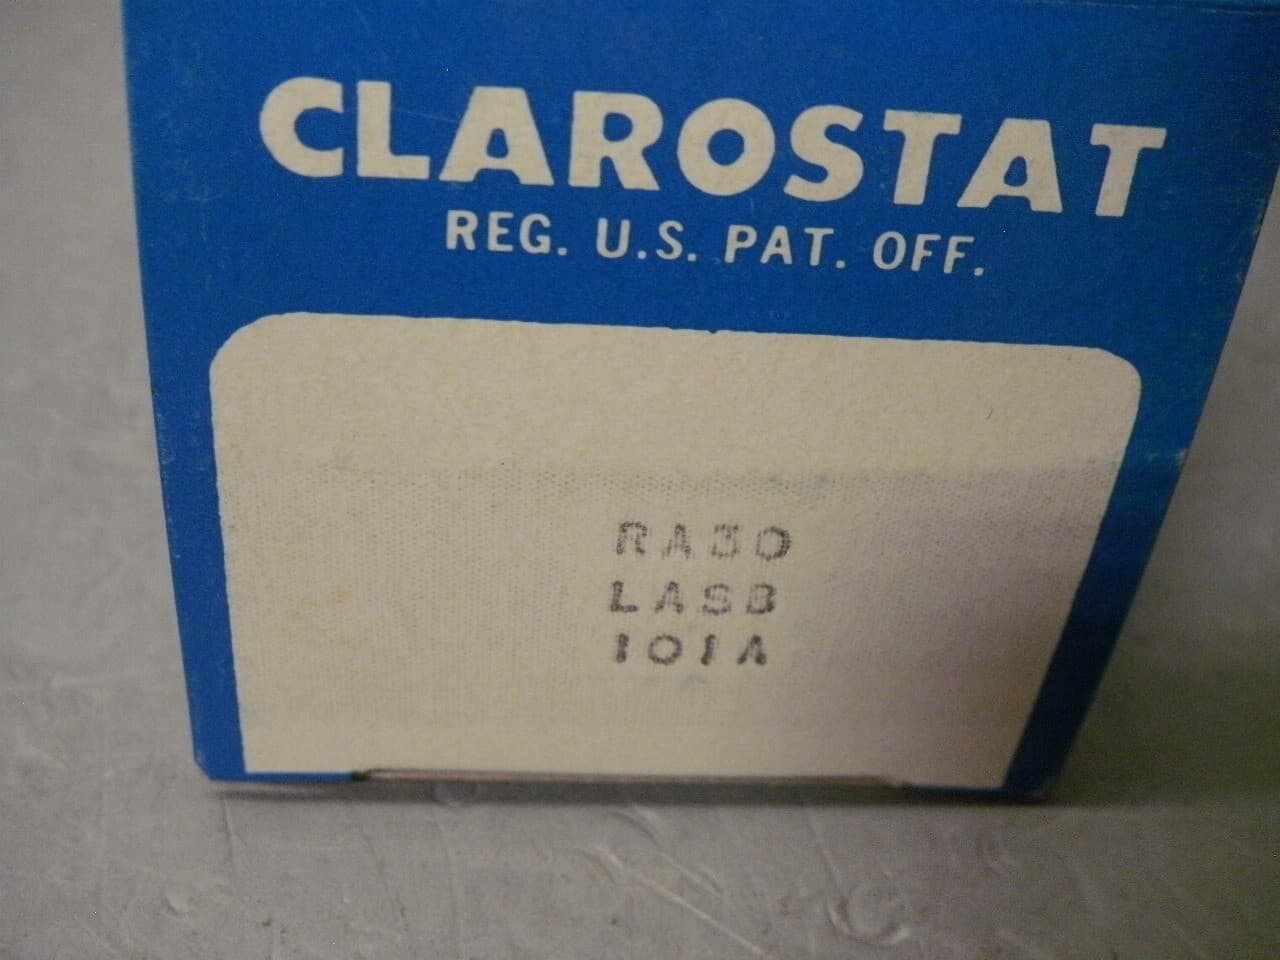 CLAROSTAT
REG. U.S. PAT. OFF.
RA30
LASB
101A